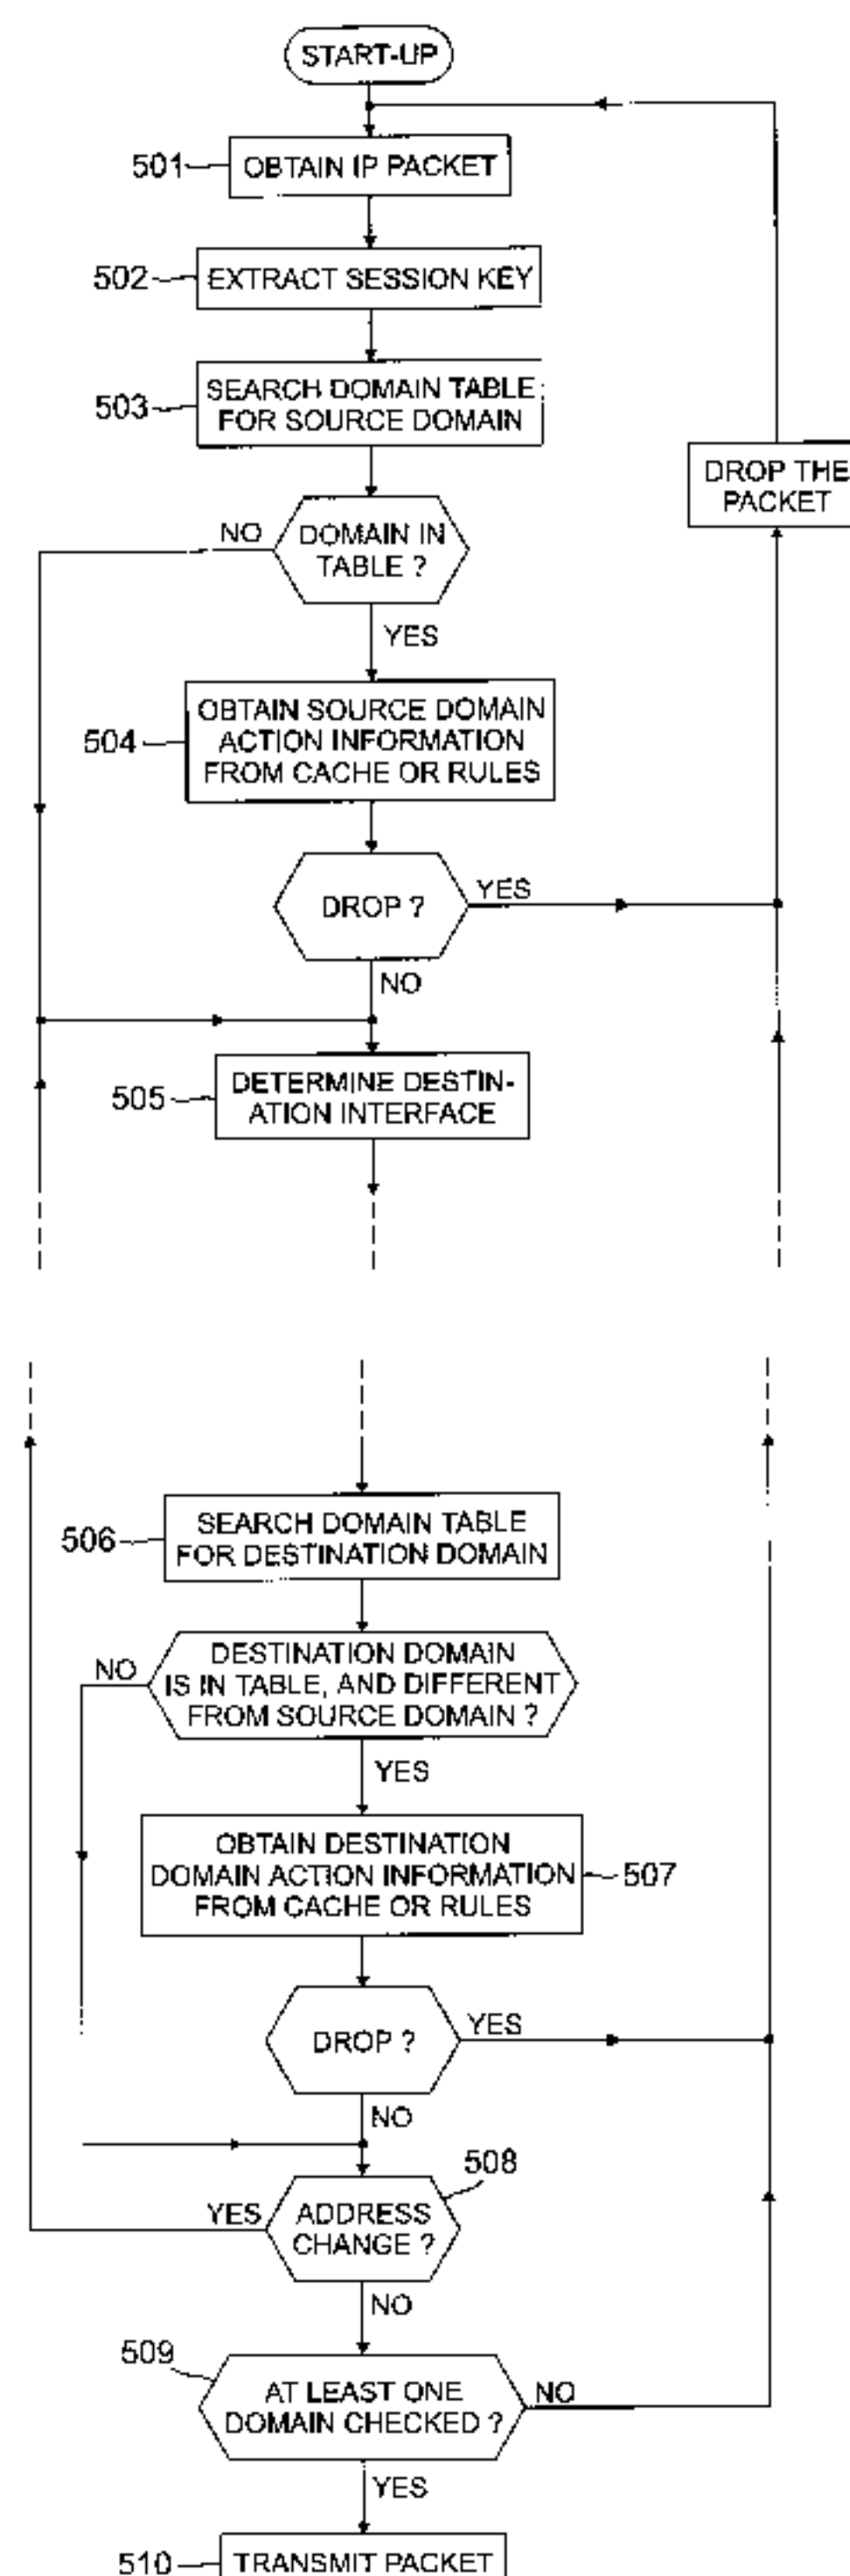 START-UP
501
OBTAIN IP PACKET
502
EXTRACT SESSION KEY
503
SEARCH DOMAIN TABLE
FOR SOURCE DOMAIN
DROP THE
PACKET
NO
DOMAIN IN
TABLE ?
YES
504
OBTAIN SOURCE DOMAIN
ACTION INFORMATION
FROM CACHE OR RULES
DROP ?
YES
NO
505
DETERMINE DESTIN-
ATION INTERFACE
506
SEARCH DOMAIN TABLE
FOR DESTINATION DOMAIN
NO
DESTINATION DOMAIN
IS IN TABLE, AND DIFFERENT
FROM SOURCE DOMAIN ?
YES
OBTAIN DESTINATION
DOMAIN ACTION INFORMATION
FROM CACHE OR RULES
507
DROP ?
YES
NO
508
YES
ADDRESS
CHANGE ?
NO
509
AT LEAST ONE
DOMAIN CHECKED ?
NO
YES
510
TRANSMIT PACKET